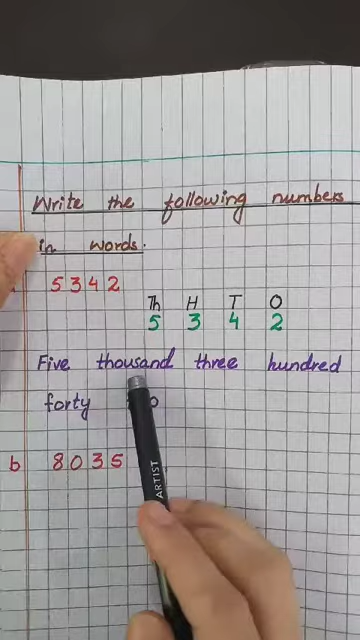 Write the following numbers
in words.
5342
Th H T O
5 3 4 2
Five thousand three hundred
forty
b 8035
ARTIST